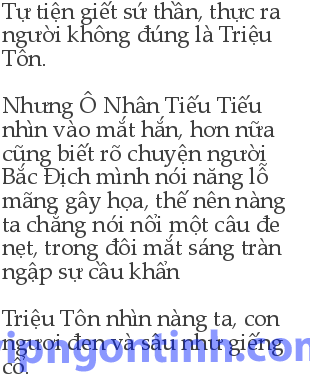 Tự tiện giết sứ thần, thực ra
người không đúng là Triệu
Tôn.
Nhưng Ô Nhân Tiếu Tiếu
nhìn vào mắt hắn, hơn nữa
cũng biết rõ chuyện người
Bắc Địch mình nói năng lỗ
mãng gây họa, thế nên nàng
ta chẳng nói nổi một câu đe
nẹt, trong đôi mắt sáng tràn
ngập sự cầu khẩn
Triệu Tôn nhìn nàng ta, con
ngươi đen và sâu như giếng
cổ.